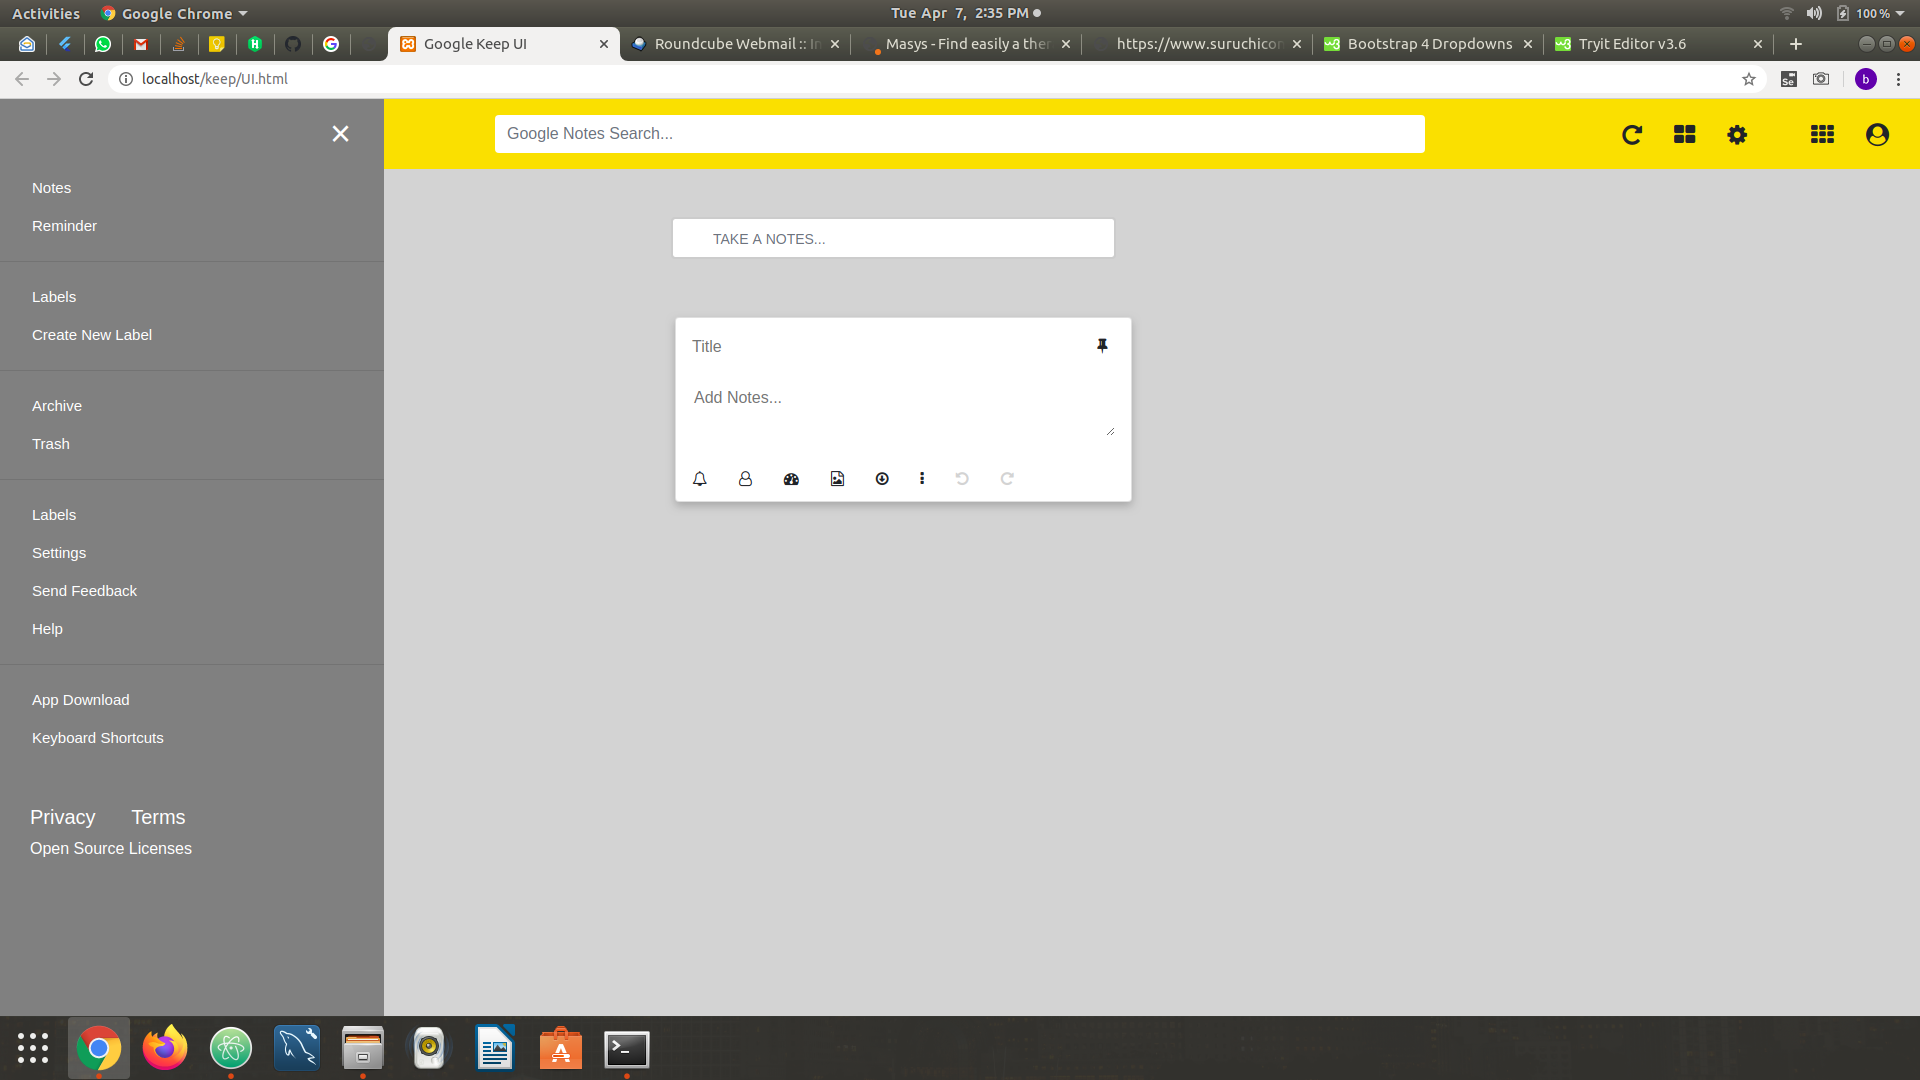 Activities
Google Chrome
Tue Apr 7, 2:35 PM
100 %
Google Keep UI
Roundcube Webmail :: In
Masys - Find easily a ther
https://www.suruchicon
Bootstrap 4 Dropdowns
Tryit Editor v3.6
localhost/keep/UI.html
Se
b
Google Notes Search...
Notes
Reminder
Labels
Create New Label
Archive
Trash
Labels
Settings
Send Feedback
Help
App Download
Keyboard Shortcuts
Privacy Terms
Open Source Licenses
TAKE A NOTES...
Title
Add Notes...